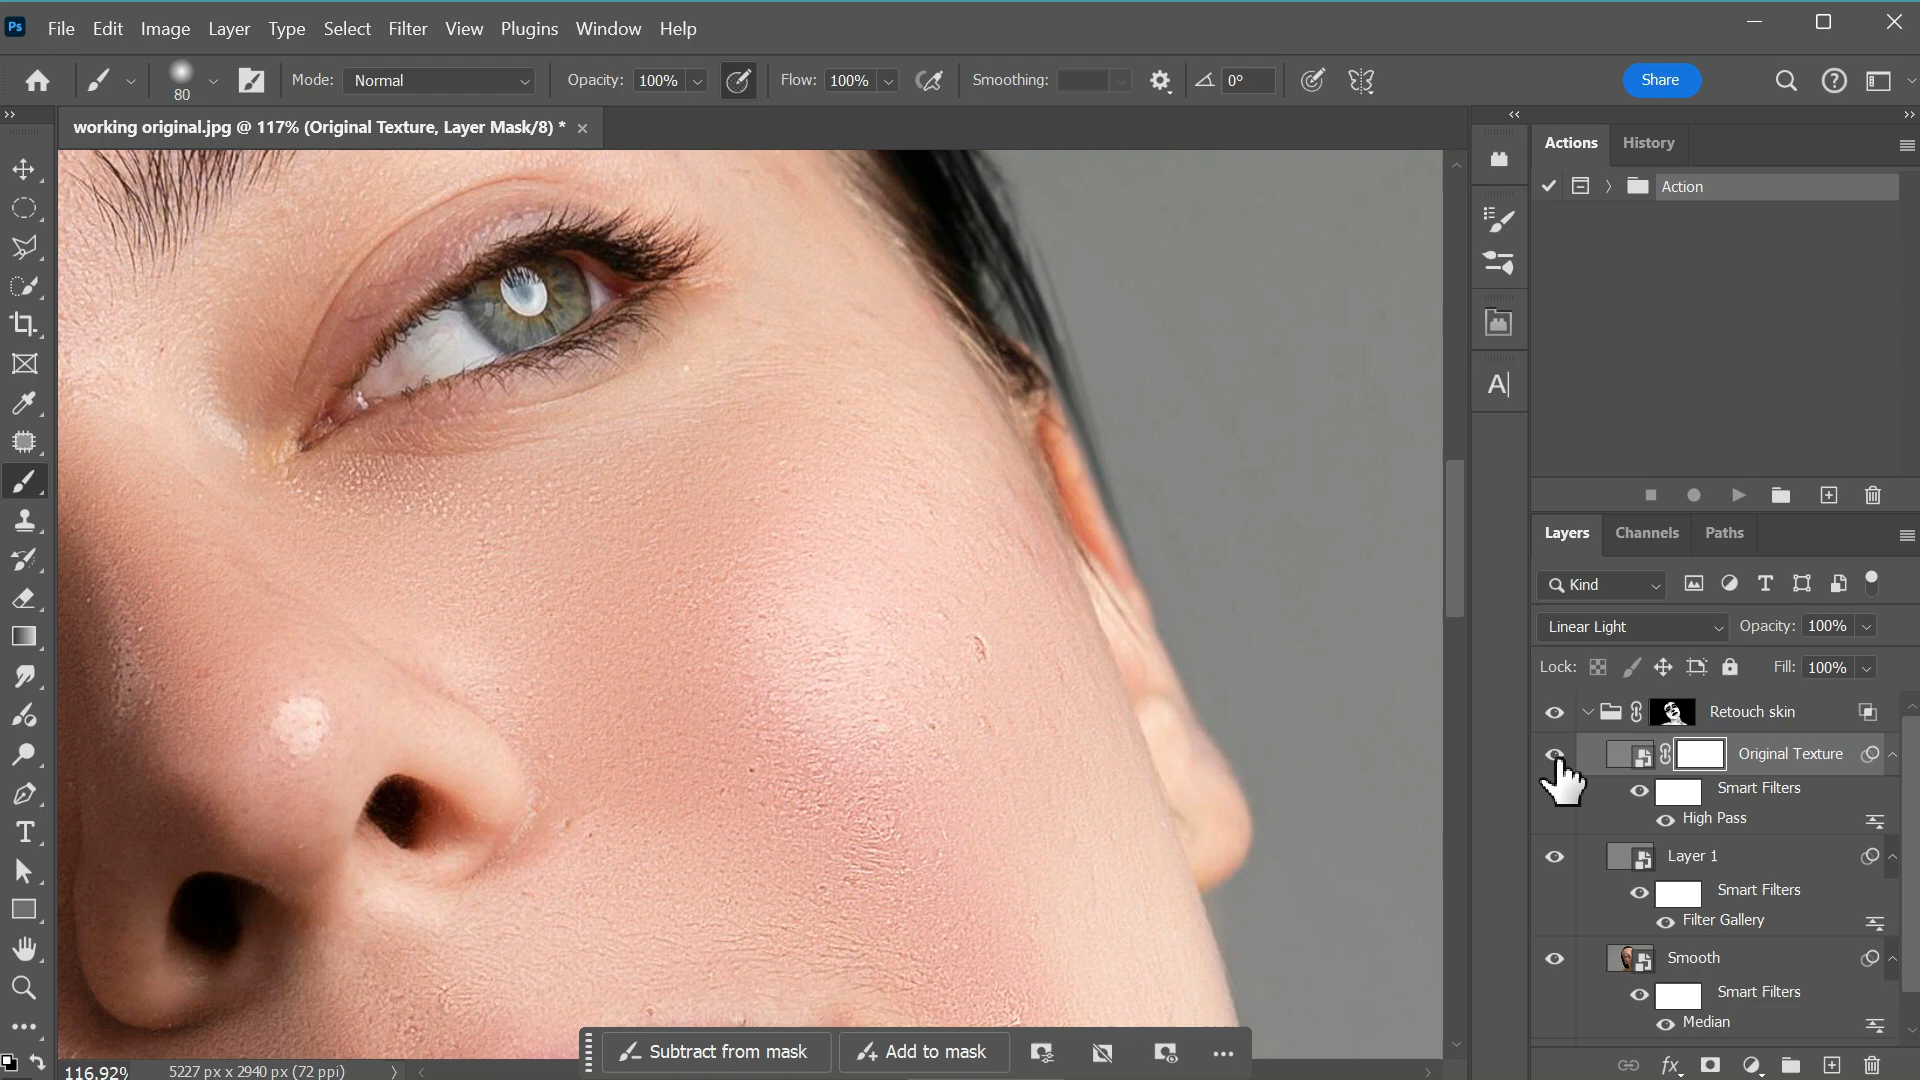 Ps File Edit Image Layer Type Select Filter View Plugins Window Help
80 Mode: Normal Opacity: 100% Flow: 100% Smoothing: 0° Share
working original.jpg @ 117% (Original Texture, Layer Mask/8) *
Actions History
Action
A
Layers Channels Paths
Kind
Linear Light Opacity: 100%
Lock: Fill: 100%
Retouch skin
Original Texture
Smart Filters
High Pass
Layer 1
Smart Filters
Filter Gallery
Smooth
Smart Filters
Median
Subtract from mask Add to mask
fx
116.92% 5227 px x 2940 px (72 ppi)